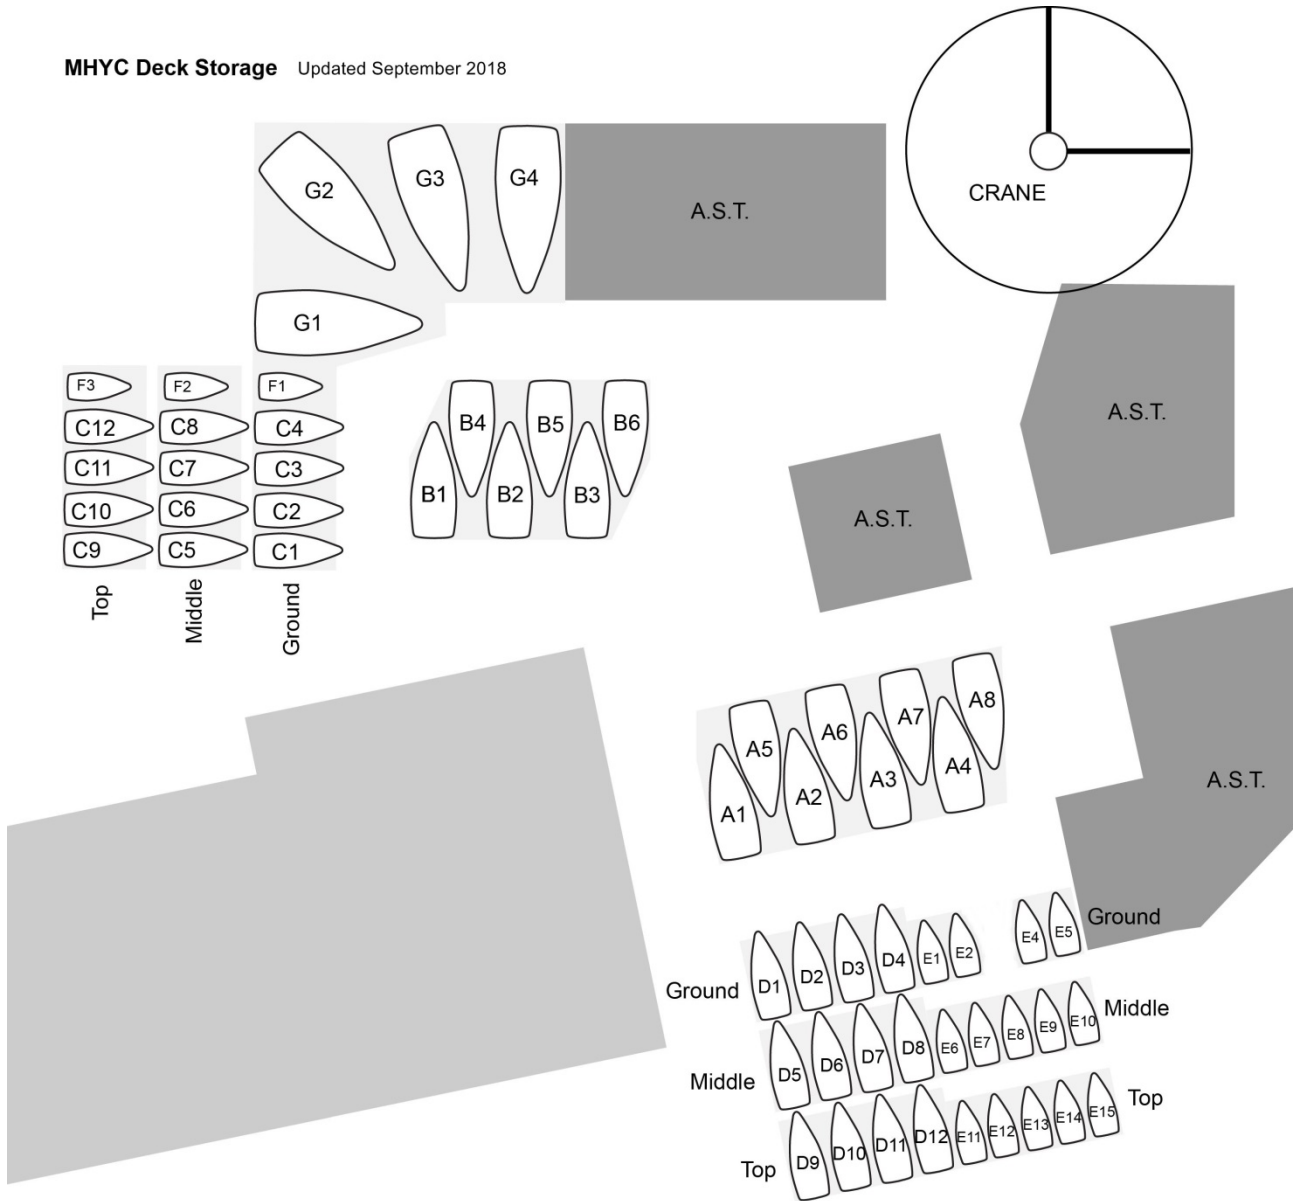 MHYC Deck Storage Updated September 2018
CRANE
G2
G3
G4
A.S.T.
G1
F3 F2 F1
C12 C8 C4
C11 C7 C3
C10 C6 C2
C9 C5 C1
Top
Middle
Ground
B4 B5 B6
B1 B2 B3
A.S.T.
A.S.T.
A.S.T.
A5 A6 A7 A8
A1 A2 A3 A4
Ground D1 D2 D3 D4 E1 E2 E4 E5 Ground
Middle D5 D6 D7 D8 E6 E7 E8 E9 E10 Middle
Top D9 D10 D11 D12 E11 E12 E13 E14 E15 Top